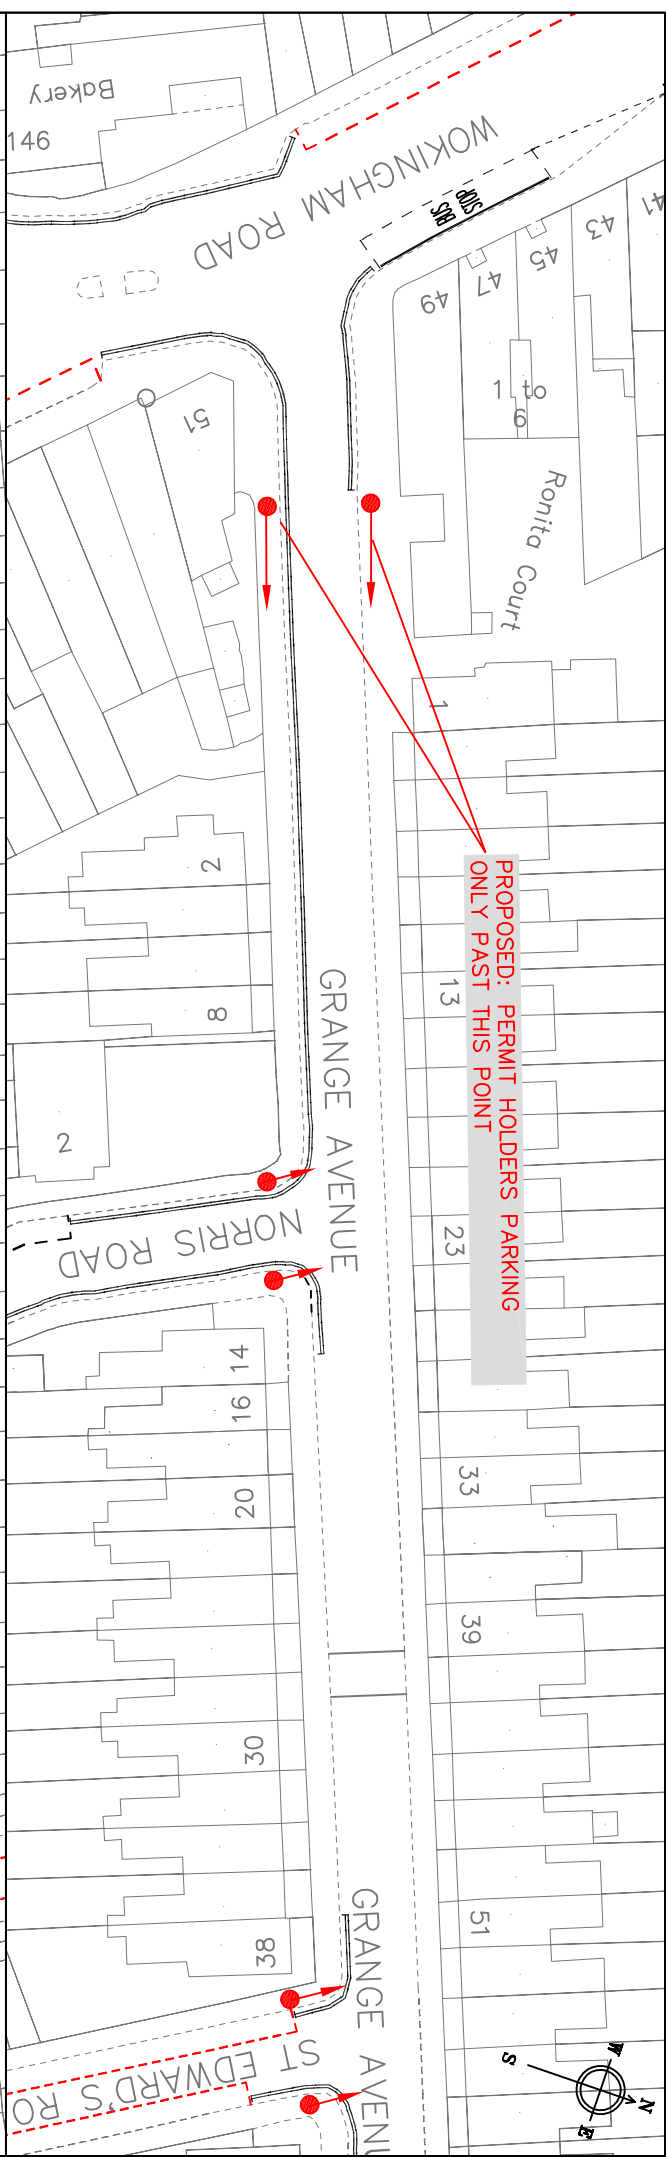 Bakery
146
WOKINGHAM ROAD
BUS
STOP
41
43
45
47
49
51
1 to
6
Ronita Court
1
PROPOSED: PERMIT HOLDERS PARKING
ONLY PAST THIS POINT
2
8
13
GRANGE AVENUE
2
NORRIS ROAD
23
14
16
20
33
39
30
51
38
GRANGE AVENU
ST EDWARD'S RO
N
E
S
W